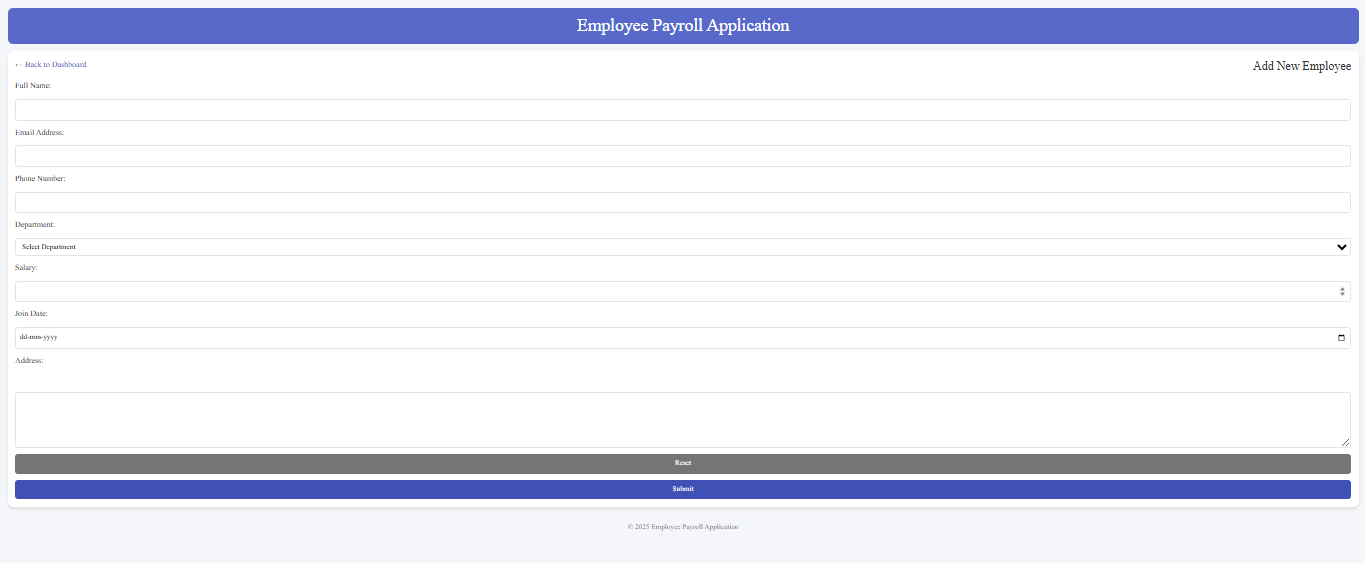 Employee Payroll Application
← Back to Dashboard
Add New Employee
Full Name:
Email Address:
Phone Number:
Department:
Select Department
Salary:
Join Date:
dd-mm-yyyy
Address:
Reset
Submit
© 2025 Employee Payroll Application